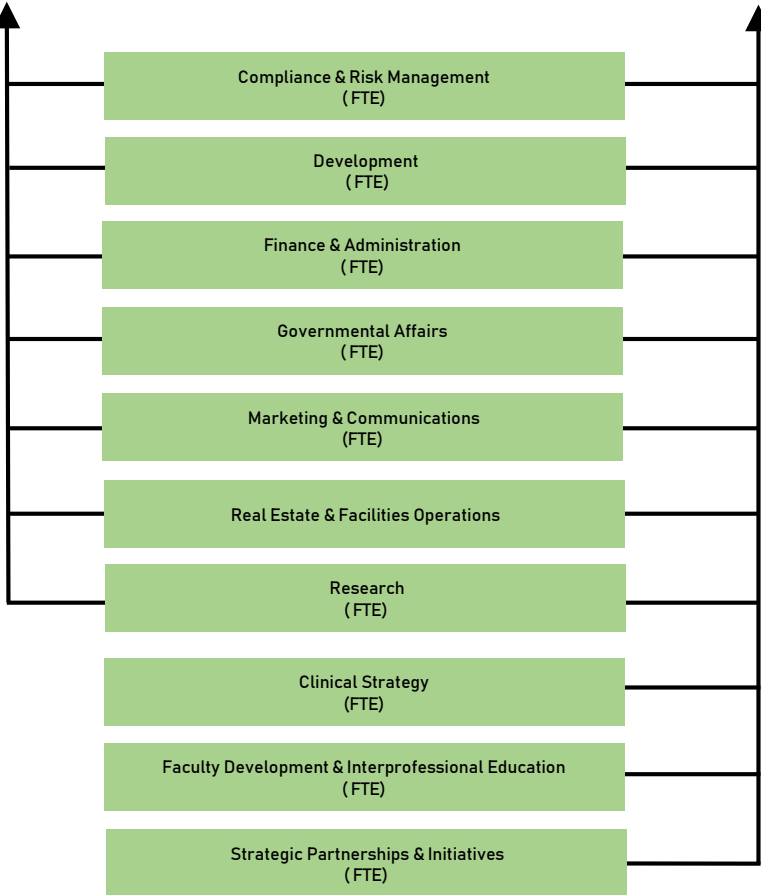 Compliance & Risk Management
( FTE)
Development
( FTE)
Finance & Administration
( FTE)
Governmental Affairs
( FTE)
Marketing & Communications
(FTE)
Real Estate & Facilities Operations
Research
( FTE)
Clinical Strategy
(FTE)
Faculty Development & Interprofessional Education
( FTE)
Strategic Partnerships & Initiatives
( FTE)